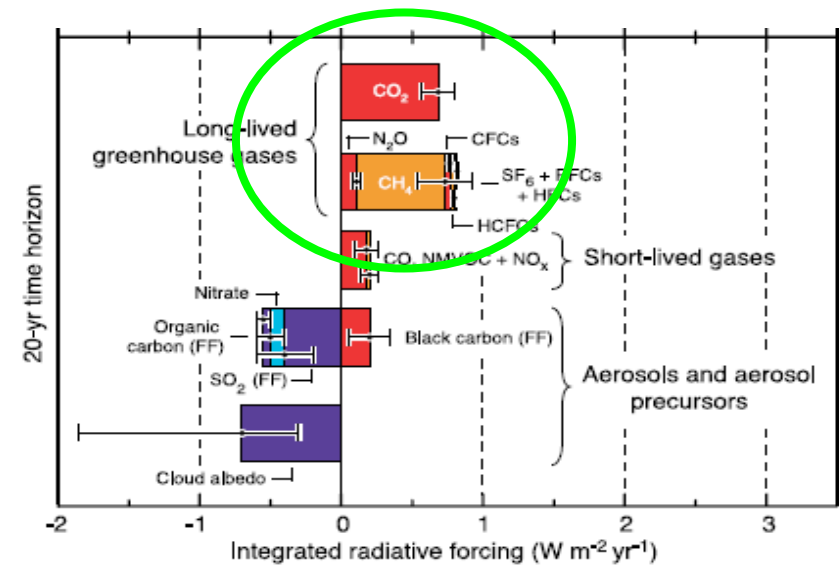 20-yr time horizon
Long-lived
greenhouse gases
CO₂
N₂O
CFCs
CH₄
SF₆ + PFCs
+ HFCs
HCFCs
CO, NMVOC + NOₓ
Short-lived gases
Nitrate
Organic
carbon (FF)
SO₂ (FF)
Black carbon (FF)
Aerosols and aerosol
precursors
Cloud albedo
-2 -1 0 1 2 3
Integrated radiative forcing (W m⁻² yr⁻¹)